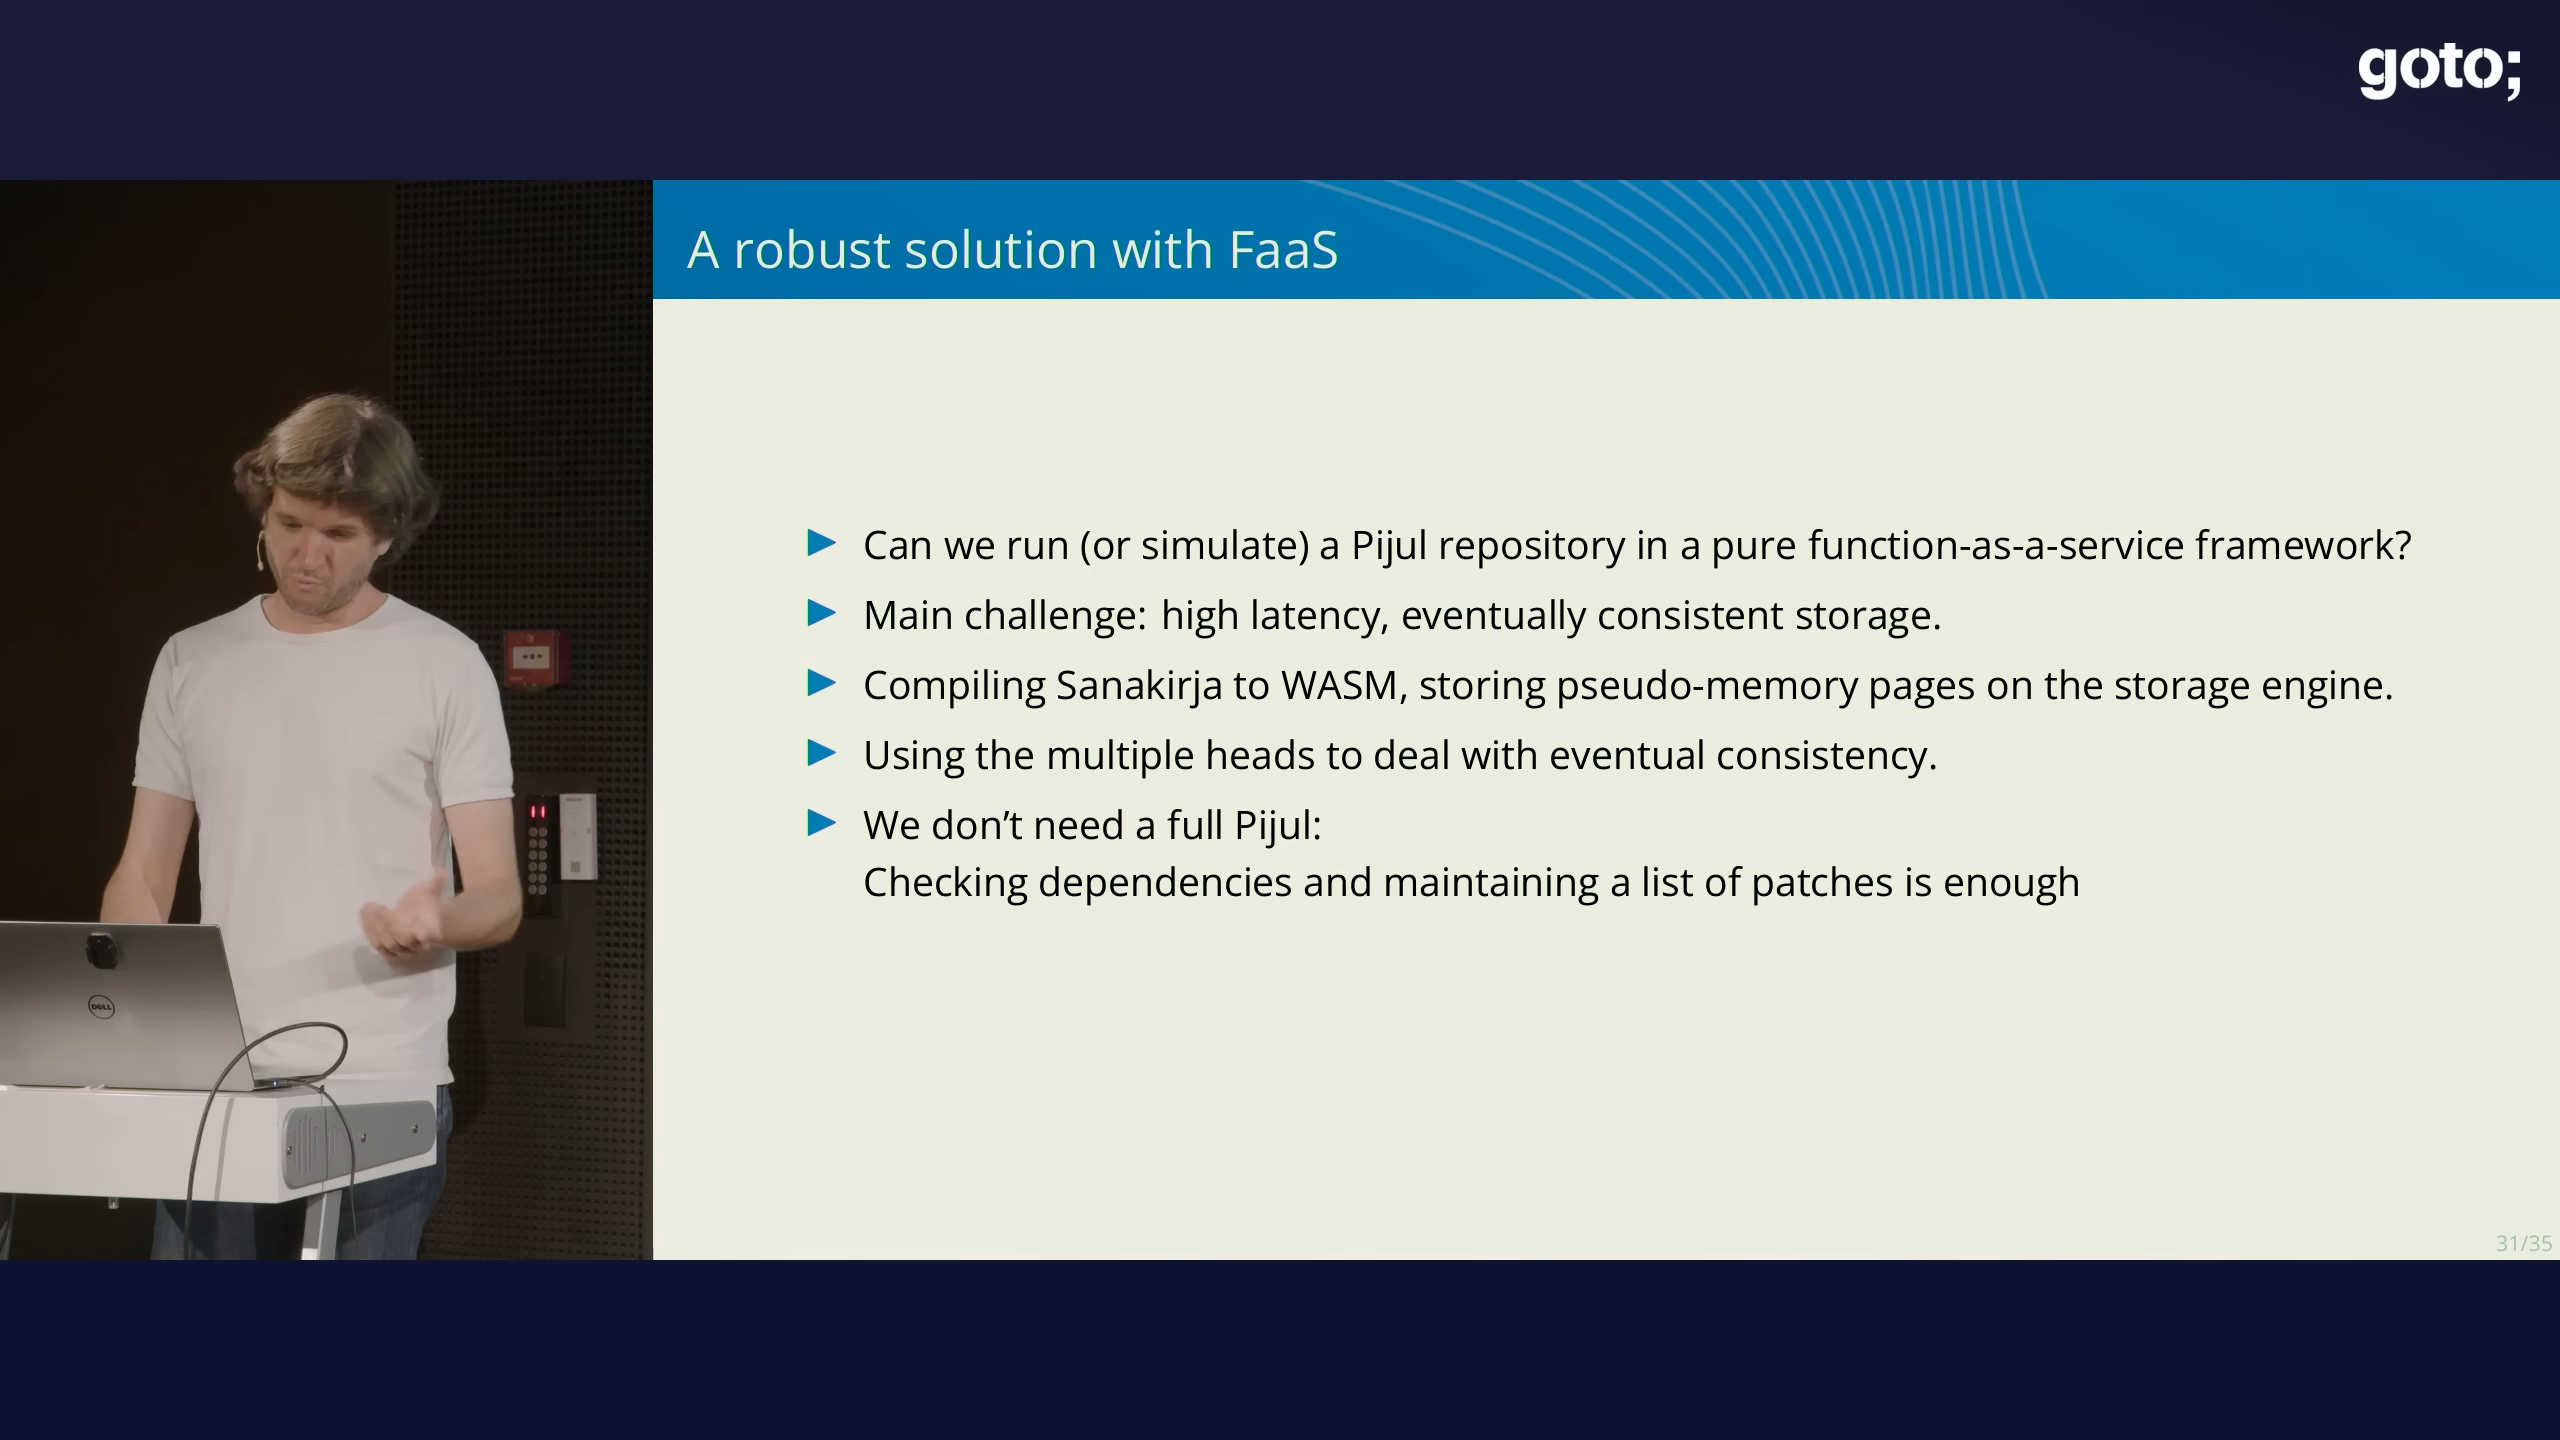 goto;
A robust solution with FaaS
Can we run (or simulate) a Pijul repository in a pure function-as-a-service framework?
Main challenge: high latency, eventually consistent storage.
Compiling Sanakirja to WASM, storing pseudo-memory pages on the storage engine.
Using the multiple heads to deal with eventual consistency.
We don’t need a full Pijul:
Checking dependencies and maintaining a list of patches is enough
DELL
31/35